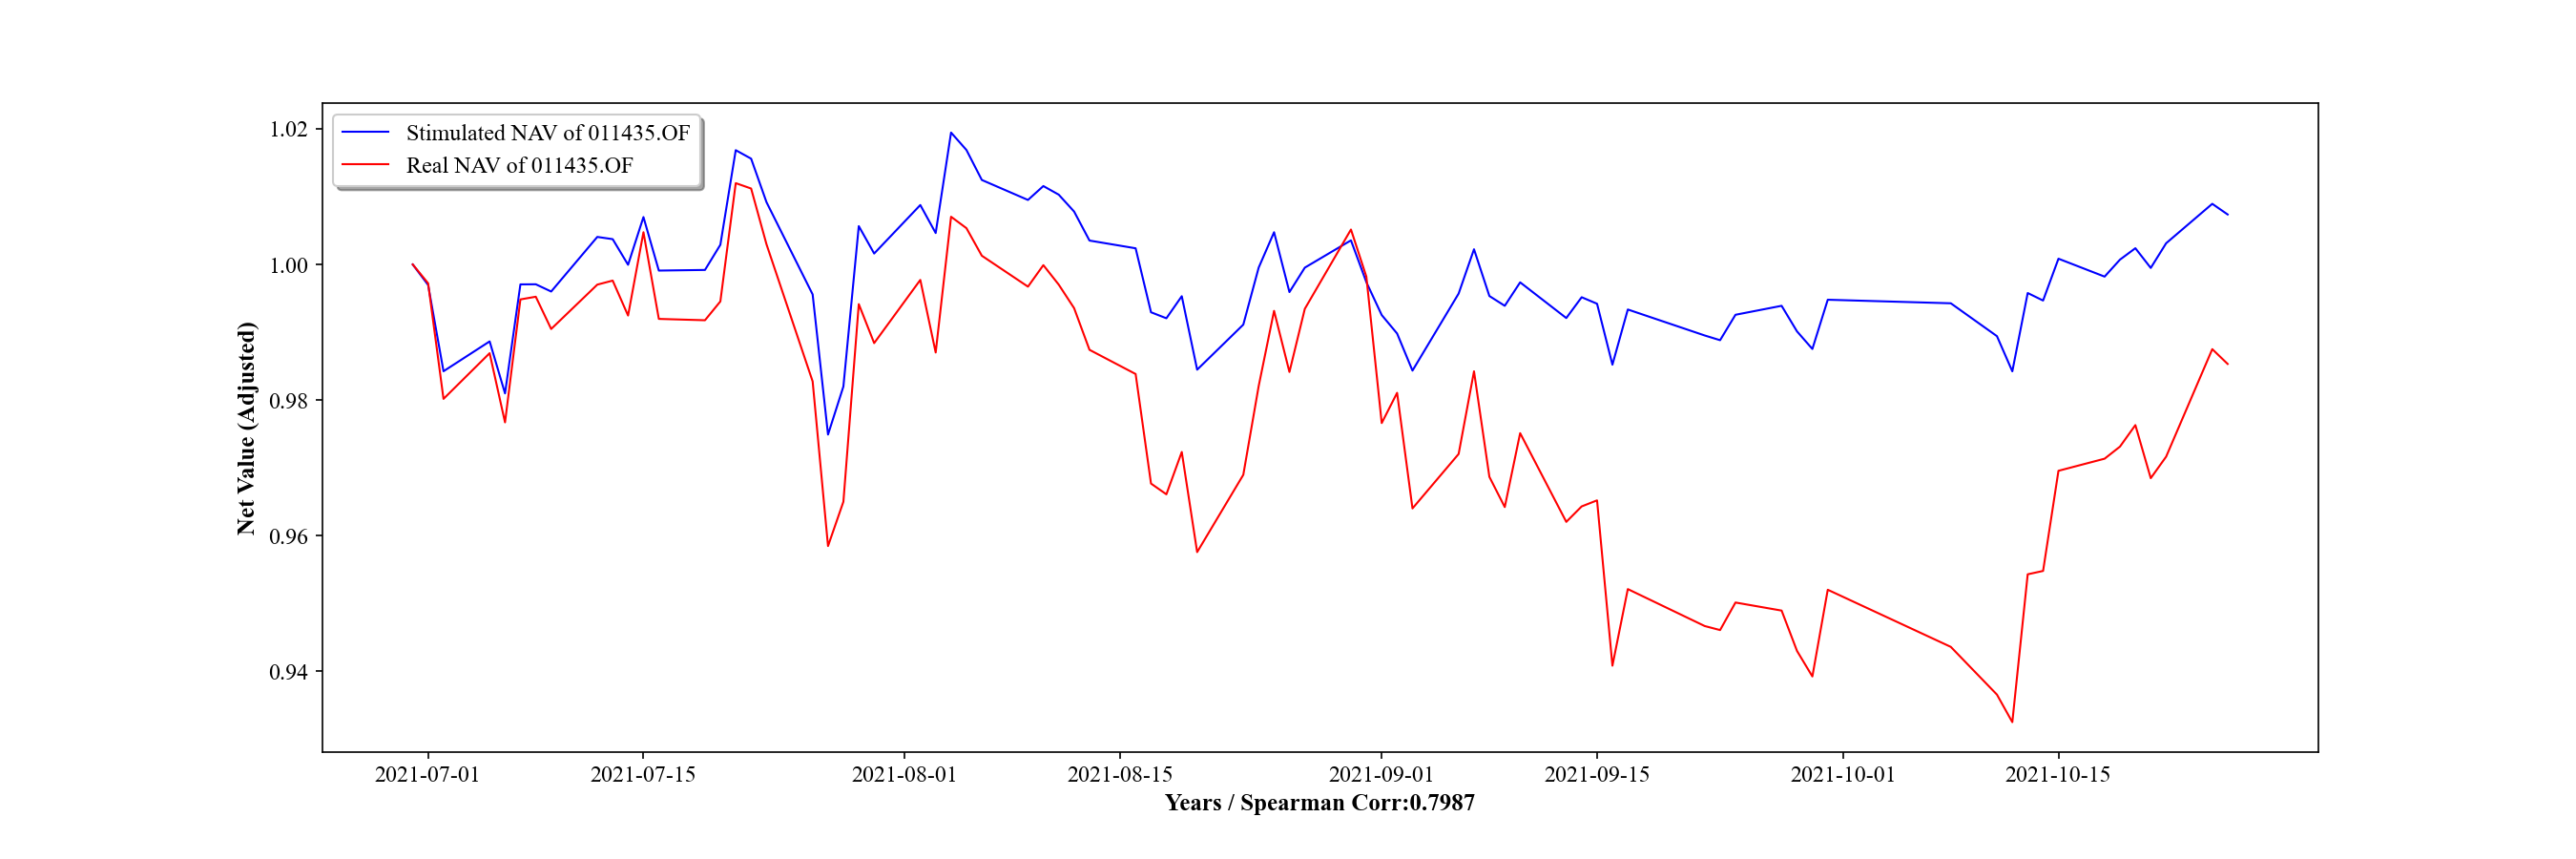 Stimulated NAV of 011435.OF
Real NAV of 011435.OF
1.02
1.00
0.98
0.96
0.94
Net Value (Adjusted)
2021-07-01 2021-07-15 2021-08-01 2021-08-15 2021-09-01 2021-09-15 2021-10-01 2021-10-15
Years / Spearman Corr:0.7987